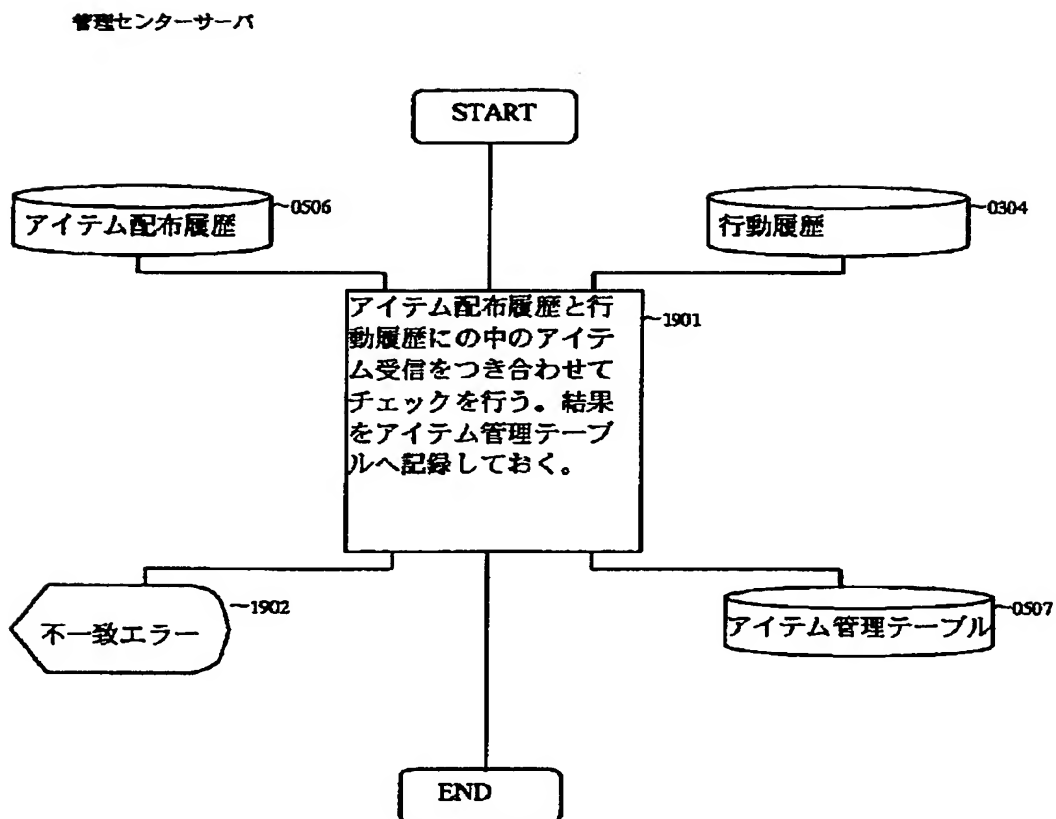 管理センターサーバ
START
アイテム配布履歴
0506
行動履歴
0304
アイテム配布履歴と行
動履歴にの中のアイテ
ム受信をつき合わせて
チェックを行う。結果
をアイテム管理テーブ
ルへ記録しておく。
1901
不一致エラー
1902
アイテム管理テーブル
0507
END